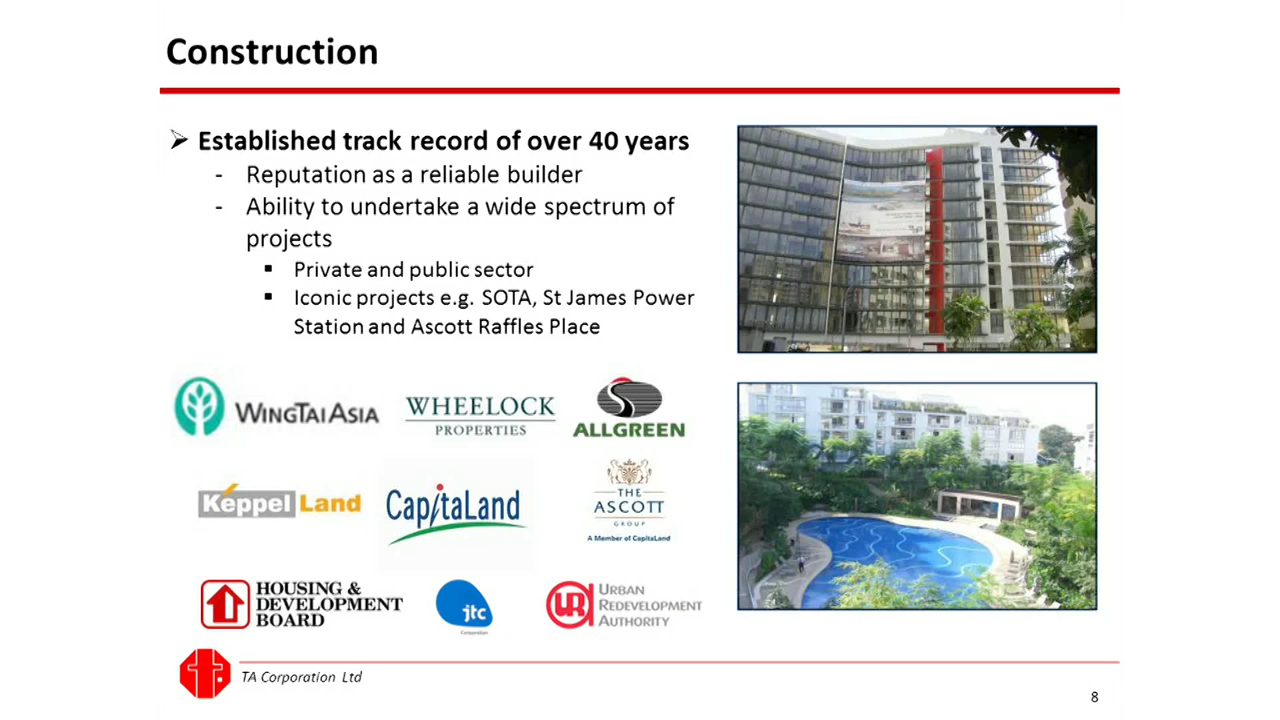 Construction
➢ Established track record of over 40 years
- Reputation as a reliable builder
- Ability to undertake a wide spectrum of
projects
▪ Private and public sector
▪ Iconic projects e.g. SOTA, St James Power
Station and Ascott Raffles Place
WINGTAI ASIA
WHEELOCK
PROPERTIES
ALLGREEN
Keppel Land
CapitaLand
THE
ASCOTT
GROUP
A Member of CapitaLand
HOUSING &
DEVELOPMENT
BOARD
jtc
Corporation
URBAN
REDEVELOPMENT
AUTHORITY
TA Corporation Ltd
8